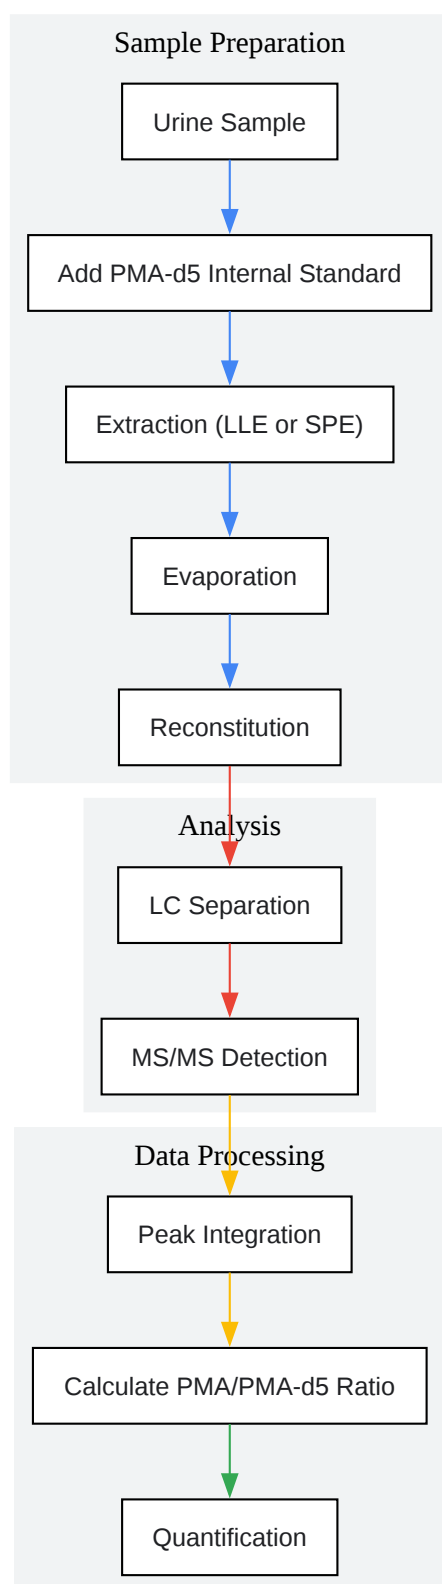 Sample Preparation
Urine Sample
Add PMA-d5 Internal Standard
Extraction (LLE or SPE)
Evaporation
Reconstitution
Analysis
LC Separation
MS/MS Detection
Data Processing
Peak Integration
Calculate PMA/PMA-d5 Ratio
Quantification